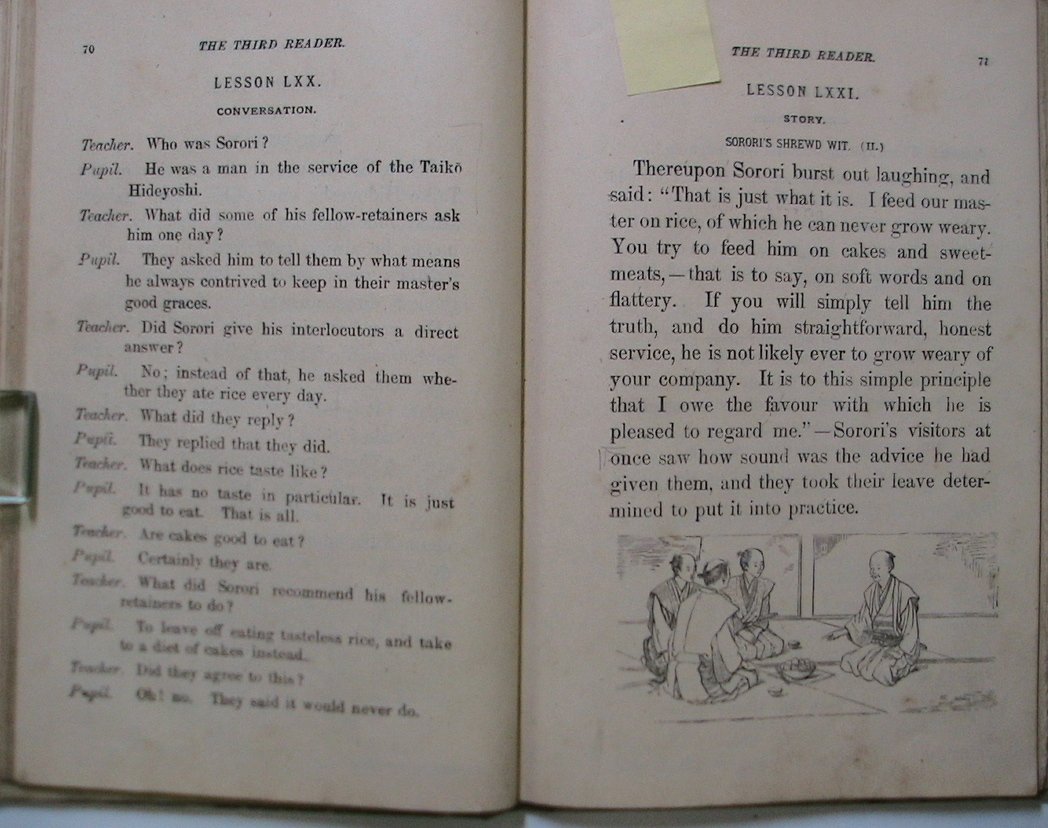 70
THE THIRD READER.
LESSON LXX.
CONVERSATION.
Teacher. Who was Sorori?
Pupil. He was a man in the service of the Taikō
Hideyoshi.
Teacher. What did some of his fellow-retainers ask
him one day?
Pupil. They asked him to tell them by what means
he always contrived to keep in their master's
good graces.
Teacher. Did Sorori give his interlocutors a direct
answer?
Pupil. No; instead of that, he asked them whe-
ther they ate rice every day.
Teacher. What did they reply?
Pupil. They replied that they did.
Teacher. What does rice taste like?
Pupil. It has no taste in particular. It is just
good to eat. That is all.
Teacher. Are cakes good to eat?
Pupil. Certainly they are.
Teacher. What did Sorori recommend his fellow-
retainers to do?
Pupil. To leave off eating tasteless rice, and take
to a diet of cakes instead.
Teacher. Did they agree to this?
Pupil. Oh! no. They said it would never do.
THE THIRD READER.
71
LESSON LXXI.
STORY.
SORORI'S SHREWD WIT. (II.)
Thereupon Sorori burst out laughing, and
said: "That is just what it is. I feed our mas-
ter on rice, of which he can never grow weary.
You try to feed him on cakes and sweet-
meats,—that is to say, on soft words and on
flattery. If you will simply tell him the
truth, and do him straightforward, honest
service, he is not likely ever to grow weary of
your company. It is to this simple principle
that I owe the favour with which he is
pleased to regard me."—Sorori's visitors at
once saw how sound was the advice he had
given them, and they took their leave deter-
mined to put it into practice.